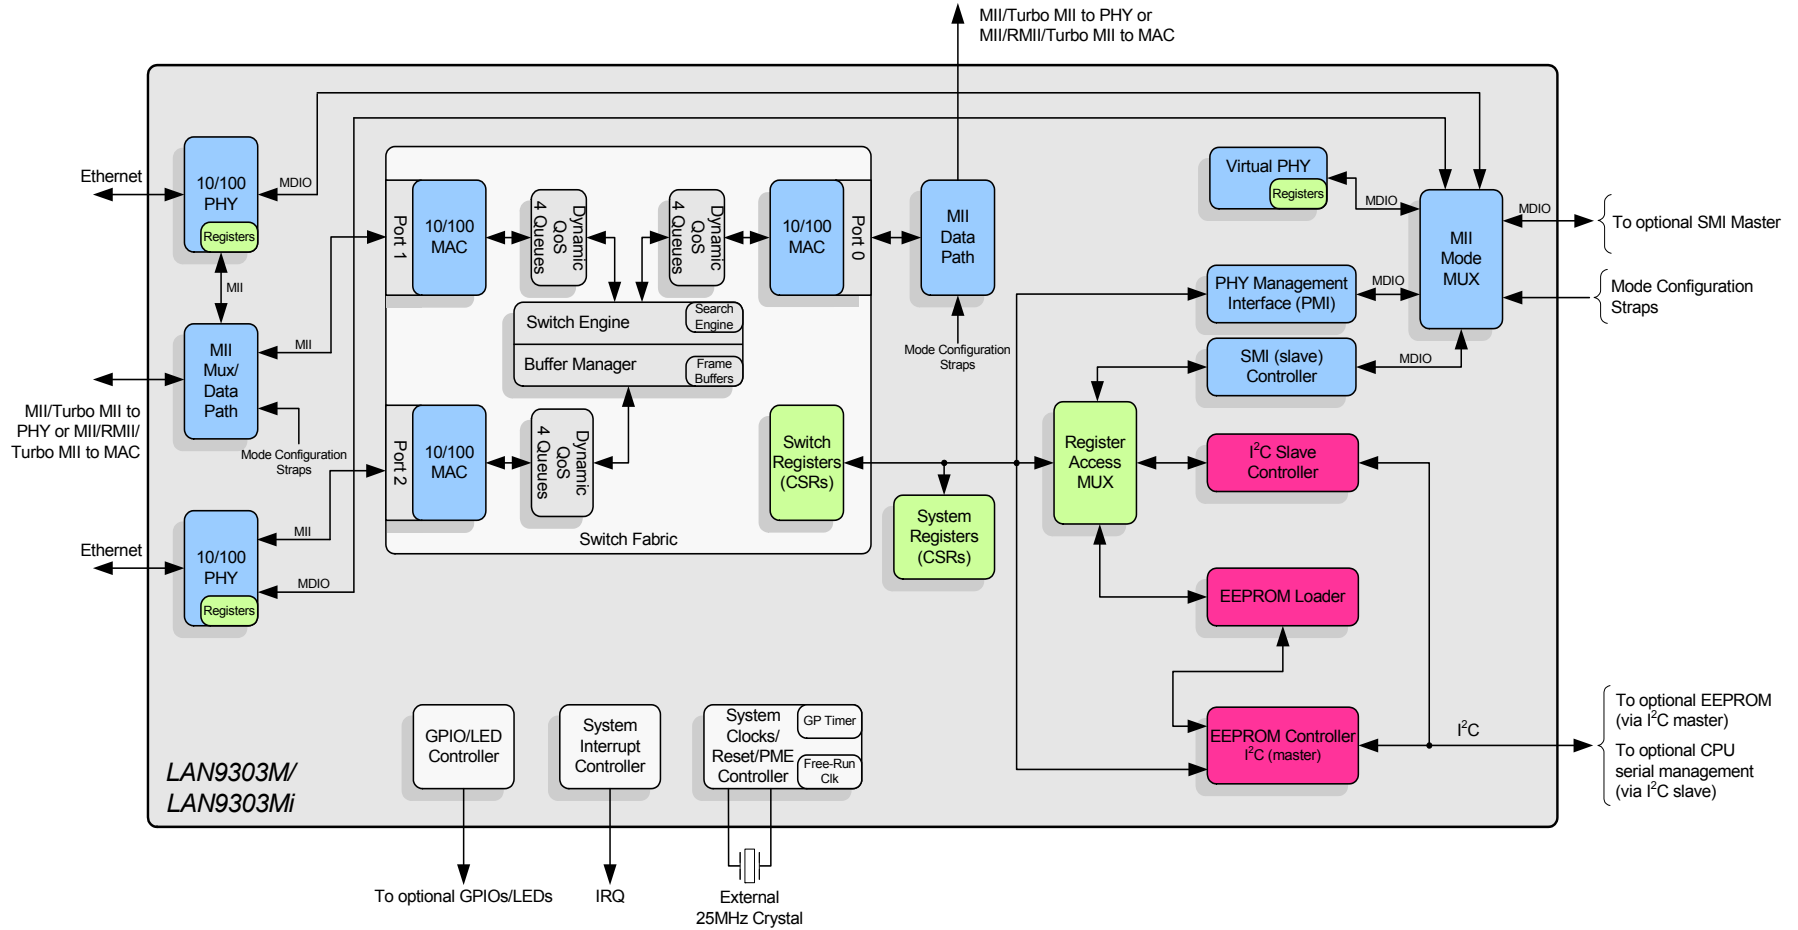 MII/Turbo MII to PHY or
MII/RMII/Turbo MII to MAC
Ethernet
10/100
PHY
Registers
MDIO
MII
MII
Mux/
Data
Path
MII
MII/Turbo MII to
PHY or MII/RMII/
Turbo MII to MAC
Mode Configuration
Straps
Ethernet
10/100
PHY
Registers
MII
MDIO
Port 1
10/100
MAC
Dynamic
QoS
4 Queues
Dynamic
QoS
4 Queues
10/100
MAC
Port 0
Switch Engine
Search
Engine
Buffer Manager
Frame
Buffers
Port 2
10/100
MAC
Dynamic
QoS
4 Queues
Switch
Registers
(CSRs)
Switch Fabric
MII
Data
Path
Mode Configuration
Straps
System
Registers
(CSRs)
Virtual PHY
Registers
MDIO
PHY Management
Interface (PMI)
MDIO
SMI (slave)
Controller
MDIO
MII
Mode
MUX
MDIO
To optional SMI Master
Mode Configuration
Straps
Register
Access
MUX
I²C Slave
Controller
EEPROM Loader
EEPROM Controller
I²C (master)
I²C
To optional EEPROM
(via I²C master)
To optional CPU
serial management
(via I²C slave)
LAN9303M/
LAN9303Mi
GPIO/LED
Controller
System
Interrupt
Controller
System
Clocks/
Reset/PME
Controller
GP Timer
Free-Run
Clk
To optional GPIOs/LEDs
IRQ
External
25MHz Crystal